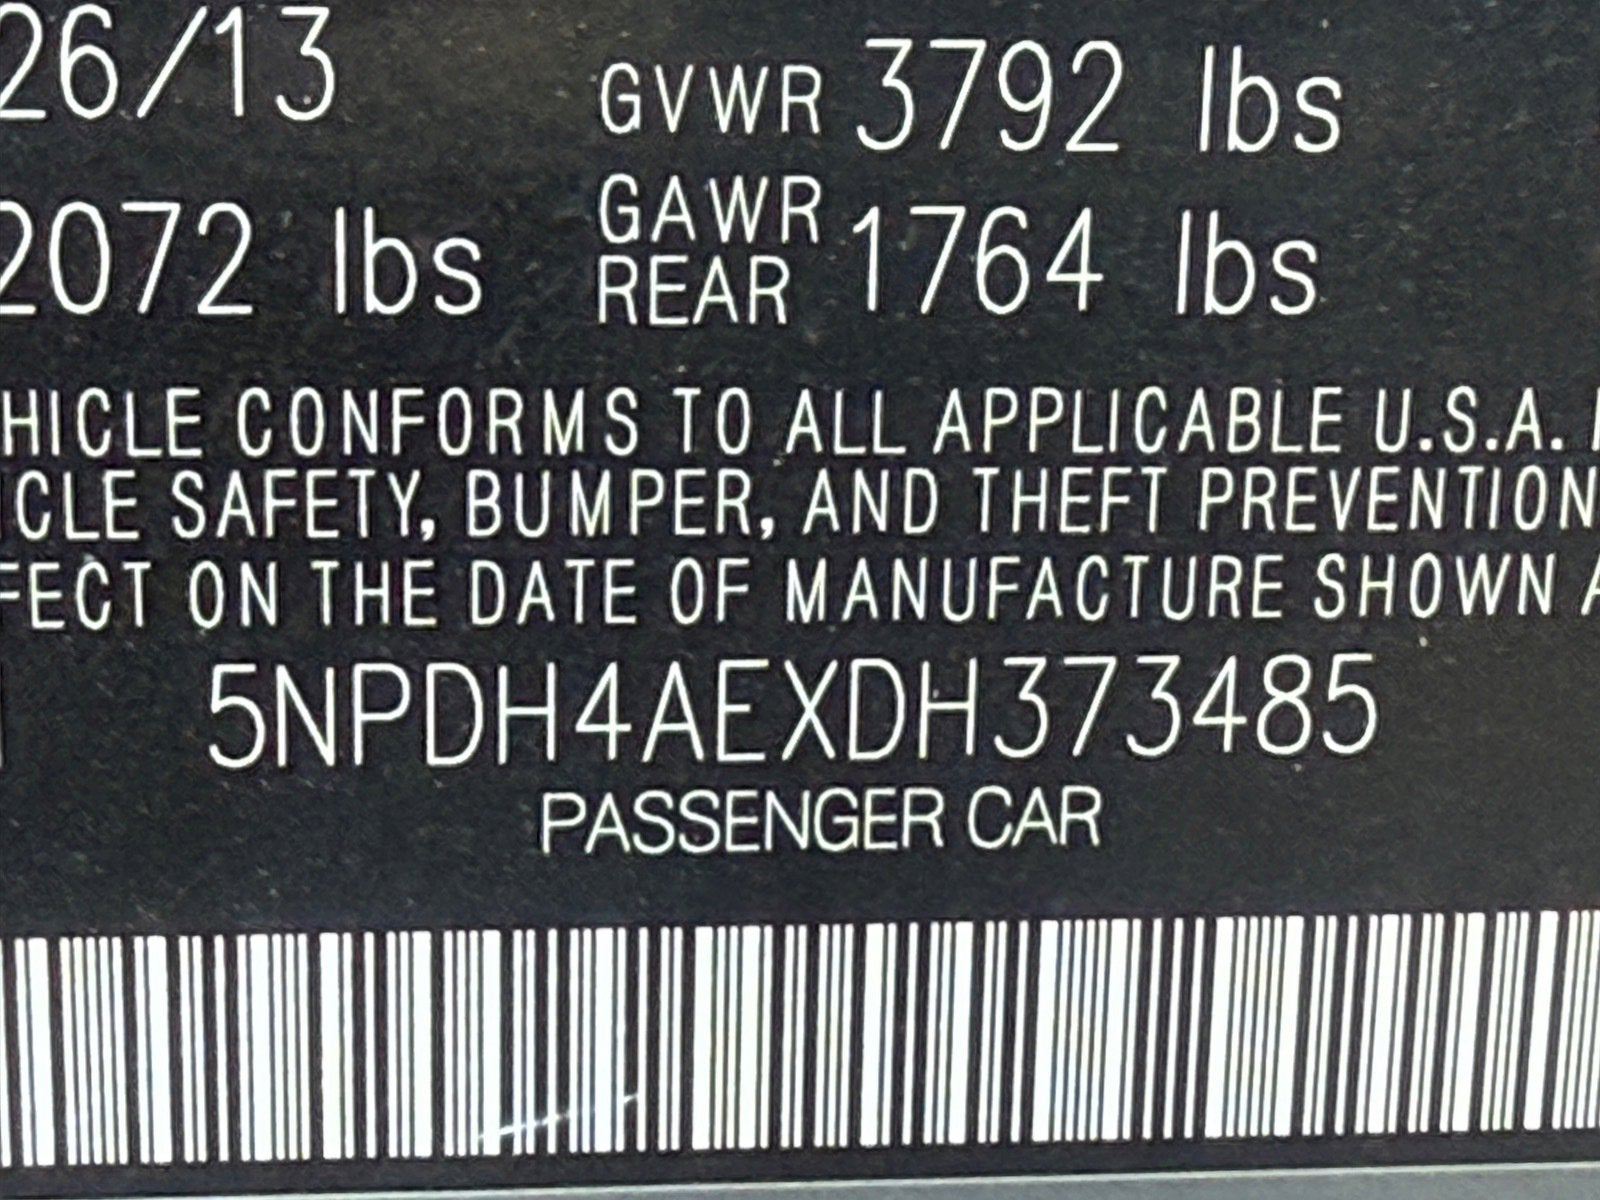 26/13 GVWR 3792 lbs
2072 lbs GAWR REAR 1764 lbs
HICLE CONFORMS TO ALL APPLICABLE U.S.A.
ICLE SAFETY, BUMPER, AND THEFT PREVENTION
FECT ON THE DATE OF MANUFACTURE SHOWN A
5NPDH4AEXDH373485
PASSENGER CAR